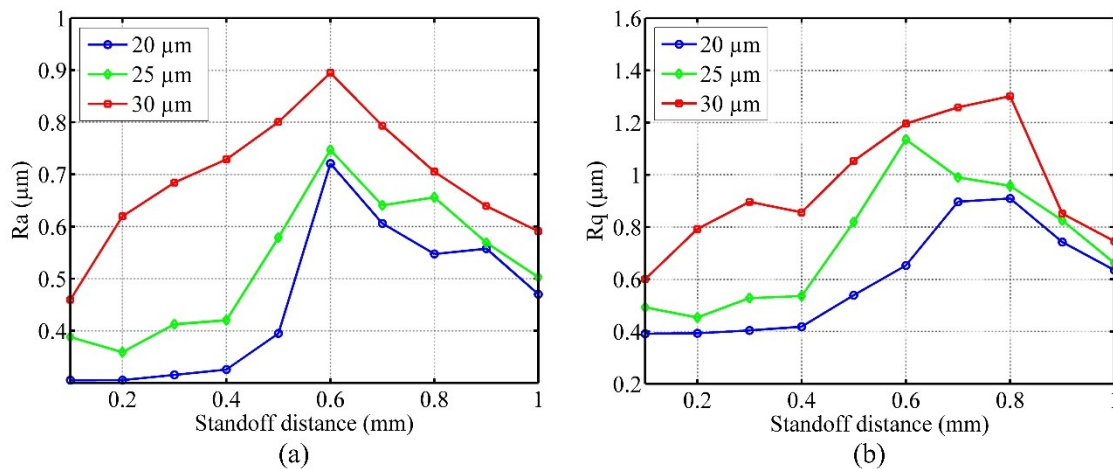 1
0.9
0.8
0.7
0.6
0.5
0.4
Ra (µm)
20 µm
25 µm
30 µm
0.2 0.4 0.6 0.8 1
Standoff distance (mm)
(a)
1.6
1.4
1.2
1
0.8
0.6
0.4
0.2
Rq (µm)
20 µm
25 µm
30 µm
0.2 0.4 0.6 0.8 1
Standoff distance (mm)
(b)